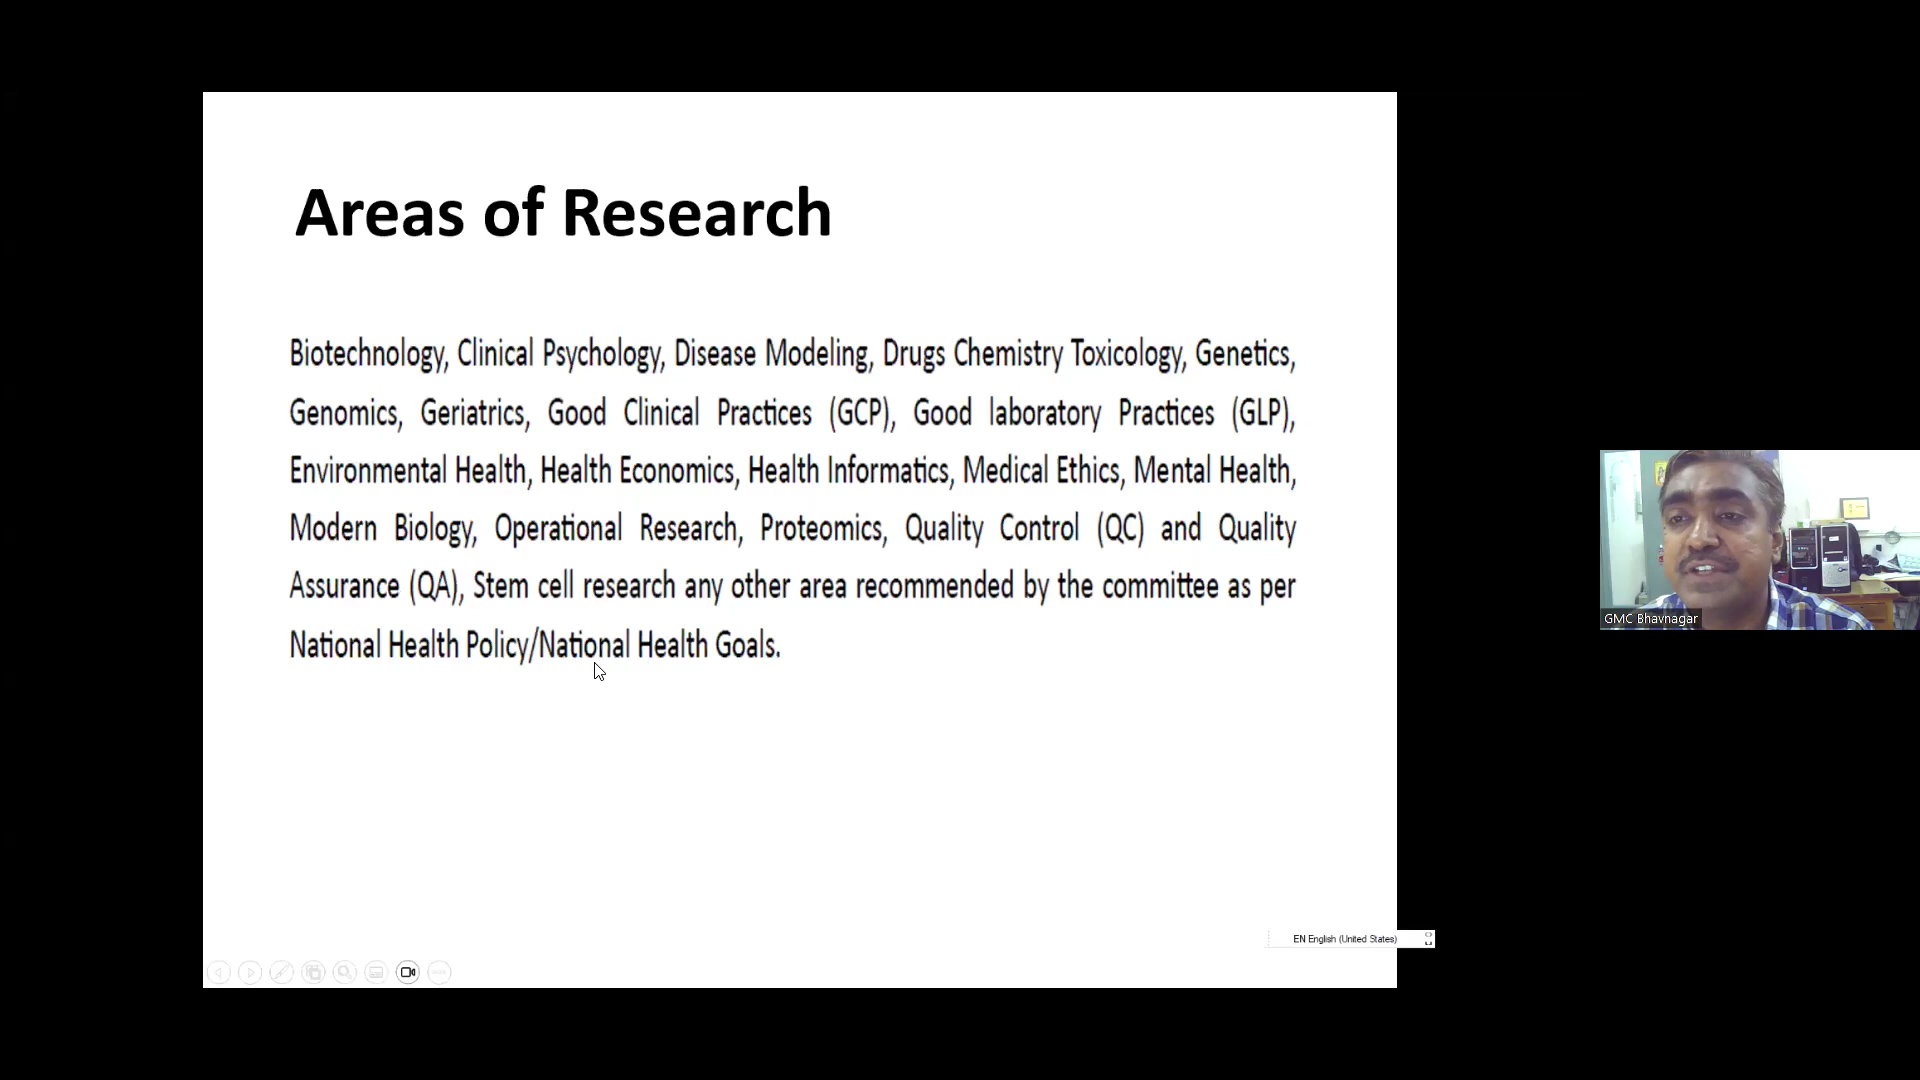 Areas of Research
Biotechnology, Clinical Psychology, Disease Modeling, Drugs Chemistry Toxicology, Genetics,
Genomics, Geriatrics, Good Clinical Practices (GCP), Good laboratory Practices (GLP),
Environmental Health, Health Economics, Health Informatics, Medical Ethics, Mental Health,
Modern Biology, Operational Research, Proteomics, Quality Control (QC) and Quality
Assurance (QA), Stem cell research any other area recommended by the committee as per
National Health Policy/National Health Goals.
GMC Bhavnagar
EN English (United States)